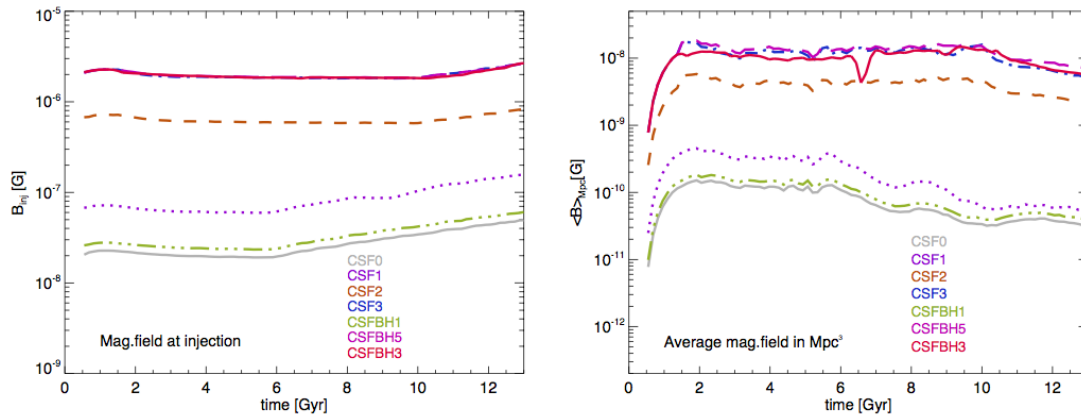 10⁻⁵
10⁻⁶
10⁻⁷
10⁻⁸
10⁻⁹
B_inj [G]
CSF0
CSF1
CSF2
CSF3
CSFBH1
CSFBH5
CSFBH3
Mag.field at injection
0 2 4 6 8 10 12
time [Gyr]
10⁻⁸
10⁻⁹
10⁻¹⁰
10⁻¹¹
10⁻¹²
<B>_Mpc[G]
CSF0
CSF1
CSF2
CSF3
CSFBH1
CSFBH5
CSFBH3
Average mag.field in Mpc³
0 2 4 6 8 10 12
time [Gyr]